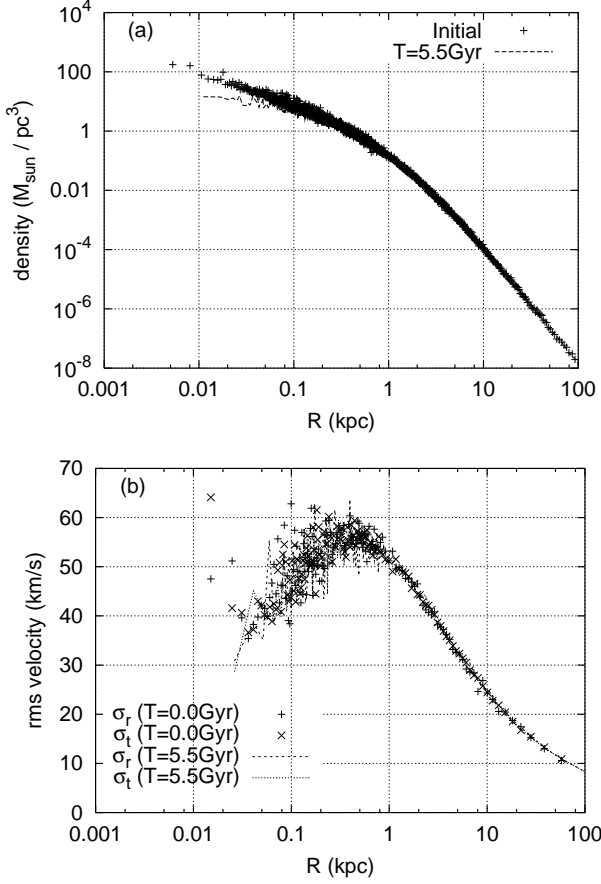 (a)
Initial
T=5.5Gyr
density (M_sun / pc^3)
10^4
100
1
0.01
10^-4
10^-6
10^-8
0.001 0.01 0.1 1 10 100
R (kpc)
(b)
rms velocity (km/s)
70
60
50
40
30
20
10
0
σ_r (T=0.0Gyr)
σ_t (T=0.0Gyr)
σ_r (T=5.5Gyr)
σ_t (T=5.5Gyr)
0.001 0.01 0.1 1 10 100
R (kpc)